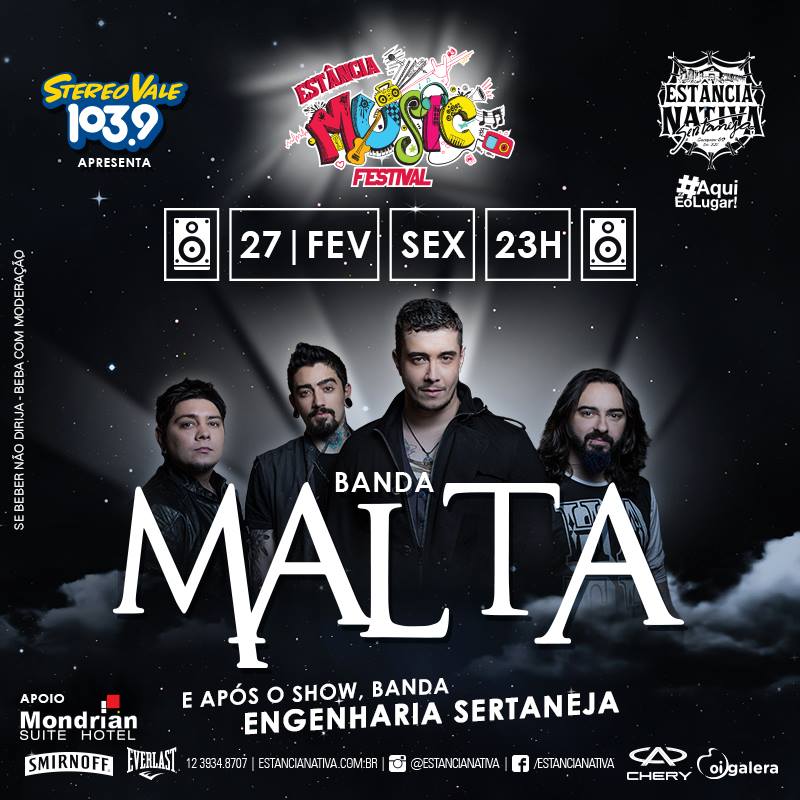 STEREO VALE
103,9
APRESENTA
ESTÂNCIA
MUSIC
FESTIVAL
ESTÂNCIA
NATIVA
Sertaneja
#Aqui
ÉoLugar!
27 | FEV SEX 23H
SE BEBER NÃO DIRIJA - BEBA COM MODERAÇÃO
BANDA
MALTA
E APÓS O SHOW, BANDA
ENGENHARIA SERTANEJA
APOIO
Mondrian
SUITE HOTEL
SMIRNOFF EVERLAST 12 3934.8707 | ESTANCIANATIVA.COM.BR | @ESTANCIANATIVA | /ESTANCIANATIVA
CHERY
oi galera